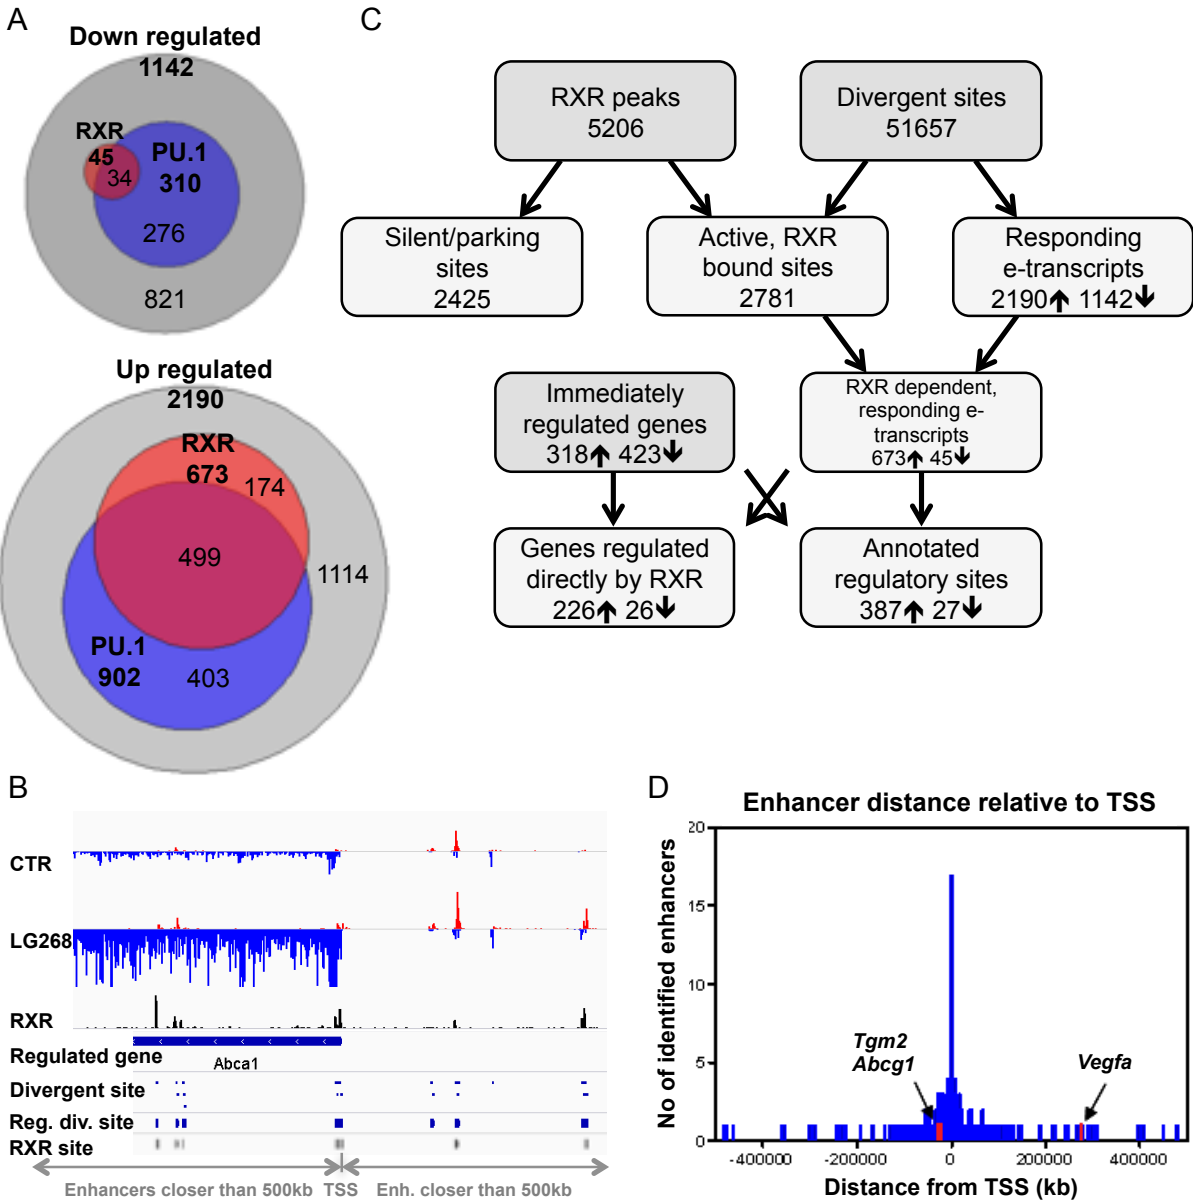 A
Down regulated
1142
RXR
45
34
PU.1
310
276
821
Up regulated
2190
RXR
673
174
499
1114
PU.1
902
403
C
RXR peaks
5206
Divergent sites
51657
Silent/parking
sites
2425
Active, RXR
bound sites
2781
Responding
e-transcripts
2190↑ 1142↓
Immediately
regulated genes
318↑ 423↓
RXR dependent,
responding e-
transcripts
673↑ 45↓
Genes regulated
directly by RXR
226↑ 26↓
Annotated
regulatory sites
387↑ 27↓
B
CTR
LG268
RXR
Regulated gene
Abca1
Divergent site
Reg. div. site
RXR site
Enhancers closer than 500kb TSS Enh. closer than 500kb
D
Enhancer distance relative to TSS
No of identified enhancers
20
15
10
5
0
Tgm2
Abcg1
Vegfa
-400000 -200000 0 200000 400000
Distance from TSS (kb)